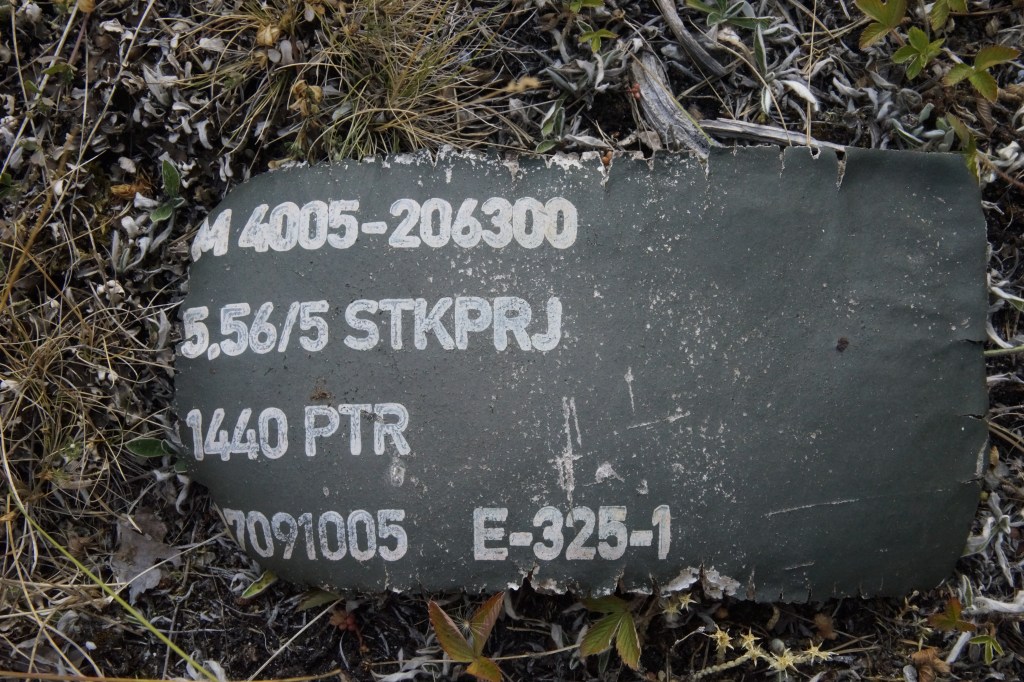 M 4005-206300
5.56/5 STKPRJ
1440 PTR
7091005 E-325-1